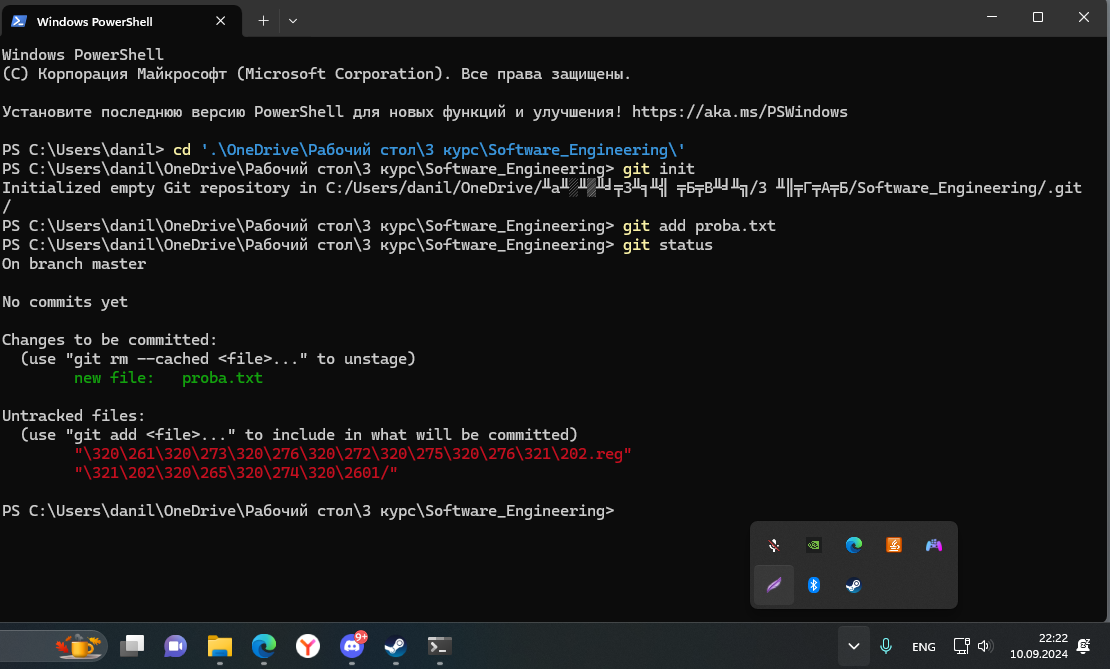 Windows PowerShell
Windows PowerShell
(C) Корпорация Майкрософт (Microsoft Corporation). Все права защищены.
Установите последнюю версию PowerShell для новых функций и улучшения! https://aka.ms/PSWindows
PS C:\Users\danil> cd '.\OneDrive\Рабочий стол\3 курс\Software_Engineering\'
PS C:\Users\danil\OneDrive\Рабочий стол\3 курс\Software_Engineering> git init
Initialized empty Git repository in C:/Users/danil/OneDrive/ /3 /Software_Engineering/.git
/
PS C:\Users\danil\OneDrive\Рабочий стол\3 курс\Software_Engineering> git add proba.txt
PS C:\Users\danil\OneDrive\Рабочий стол\3 курс\Software_Engineering> git status
On branch master
No commits yet
Changes to be committed:
(use "git rm --cached <file>..." to unstage)
new file: proba.txt
Untracked files:
(use "git add <file>..." to include in what will be committed)
"\320\261\320\273\320\276\320\272\320\275\320\276\321\202.reg"
"\321\202\320\265\320\274\320\2601/"
PS C:\Users\danil\OneDrive\Рабочий стол\3 курс\Software_Engineering>
9+
ENG
22:22
10.09.2024